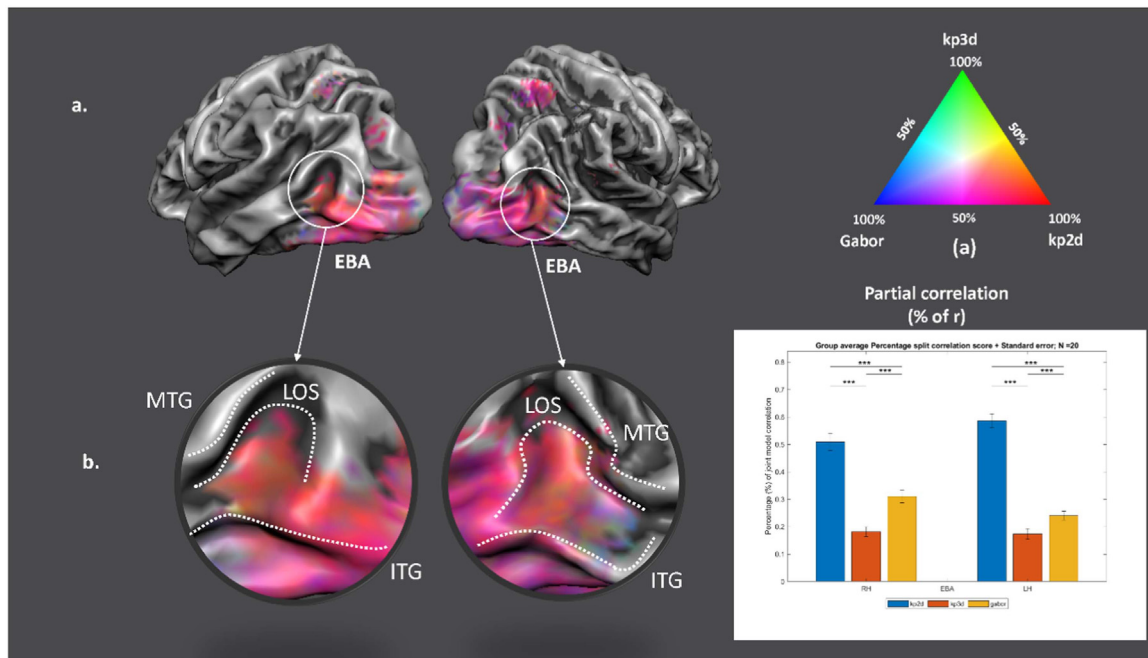 a.
EBA
EBA
kp3d
100%
50%
50%
100%
50%
100%
Gabor
(a)
kp2d
Partial correlation
(% of r)
MTG
LOS
ITG
LOS
MTG
ITG
b.
Group average Percentage split correlation score + Standard error; N =20
Percentage (%) of joint model correlation
0.8
0.7
0.6
0.5
0.4
0.3
0.2
0.1
0
***
***
***
***
***
***
RH
EBA
LH
kp2d
kp3d
gabor